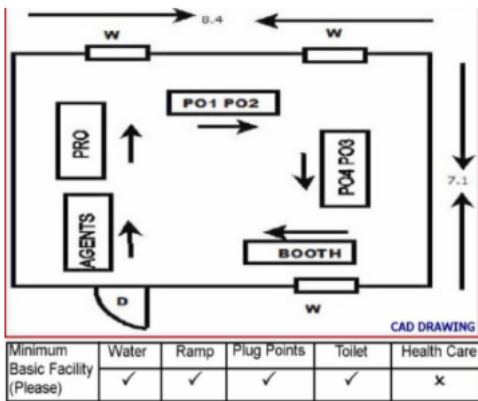 8.4
W
W
PO1 PO2
PRO
PO4 PO3
7.1
AGENTS
BOOTH
D
W
CAD DRAWING
Minimum Basic Facility (Please) Water Ramp Plug Points Toilet Health Care
✓ ✓ ✓ ✓ x